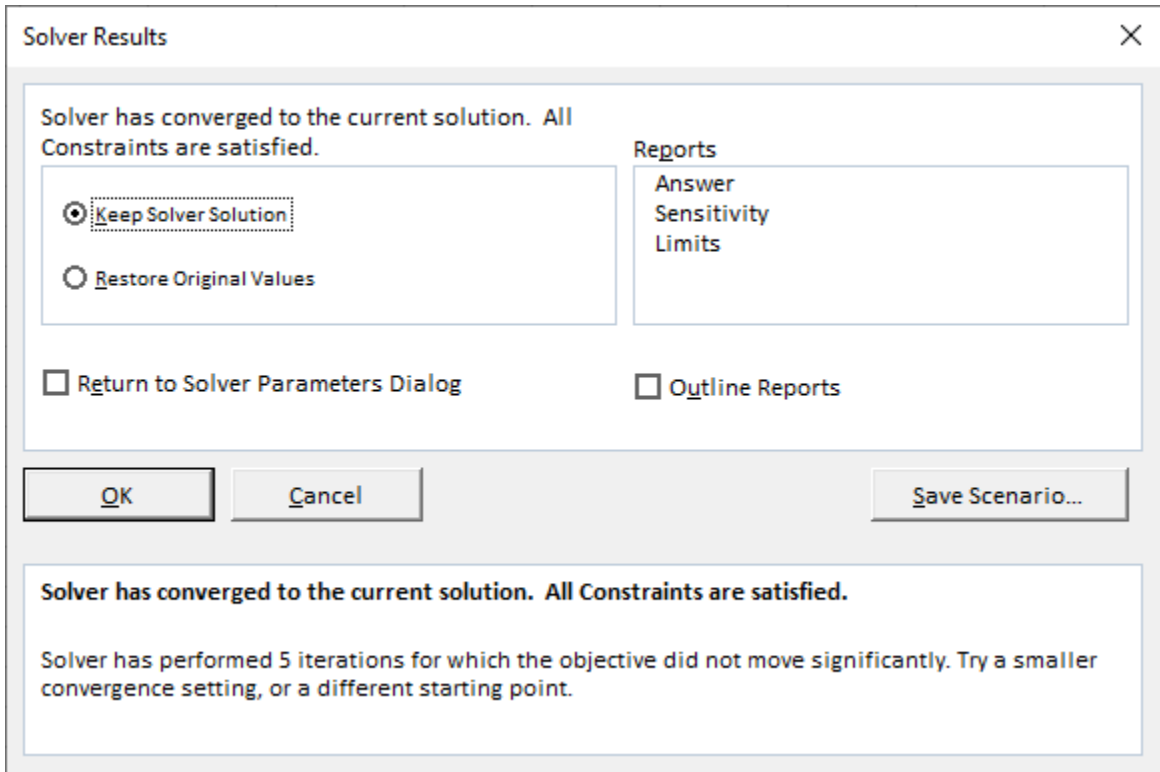 Solver Results
Solver has converged to the current solution.  All
Constraints are satisfied.
Keep Solver Solution
Restore Original Values
Reports
Answer
Sensitivity
Limits
Return to Solver Parameters Dialog
Outline Reports
OK
Cancel
Save Scenario...
Solver has converged to the current solution.  All Constraints are satisfied.
Solver has performed 5 iterations for which the objective did not move significantly. Try a smaller
convergence setting, or a different starting point.